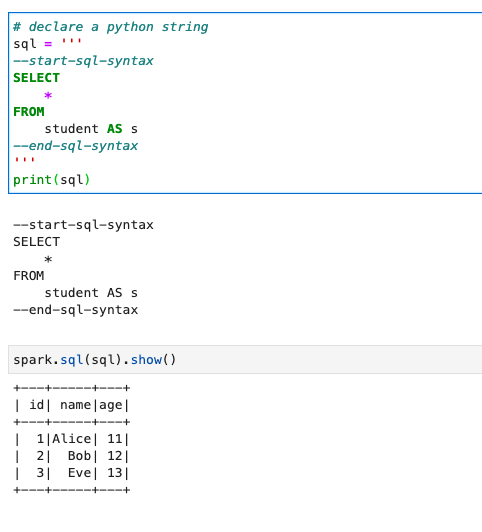 # declare a python string
sql = '''
--start-sql-syntax
SELECT
    *
FROM
    student AS s
--end-sql-syntax
'''
print(sql)
--start-sql-syntax
SELECT
    *
FROM
    student AS s
--end-sql-syntax
spark.sql(sql).show()
+---+-----+---+
| id| name|age|
+---+-----+---+
|  1|Alice| 11|
|  2|  Bob| 12|
|  3|  Eve| 13|
+---+-----+---+